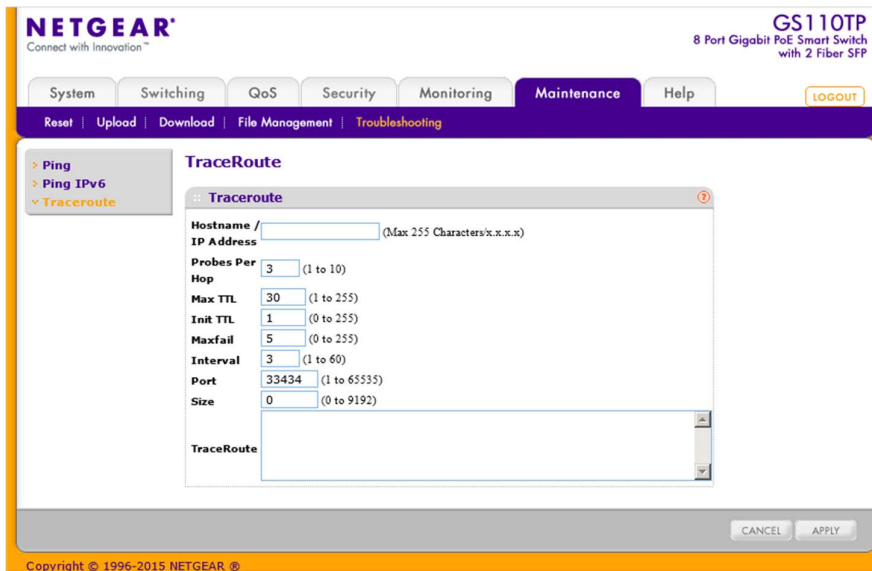 NETGEAR®
Connect with Innovation™
GS110TP
8 Port Gigabit PoE Smart Switch
with 2 Fiber SFP
System Switching QoS Security Monitoring Maintenance Help LOGOUT
Reset | Upload | Download | File Management | Troubleshooting
Ping
Ping IPv6
Traceroute
TraceRoute
Traceroute ?
Hostname / IP Address (Max 255 Characters/x.x.x.x)
Probes Per Hop 3 (1 to 10)
Max TTL 30 (1 to 255)
Init TTL 1 (0 to 255)
Maxfail 5 (0 to 255)
Interval 3 (1 to 60)
Port 33434 (1 to 65535)
Size 0 (0 to 9192)
TraceRoute
CANCEL APPLY
Copyright © 1996-2015 NETGEAR ®